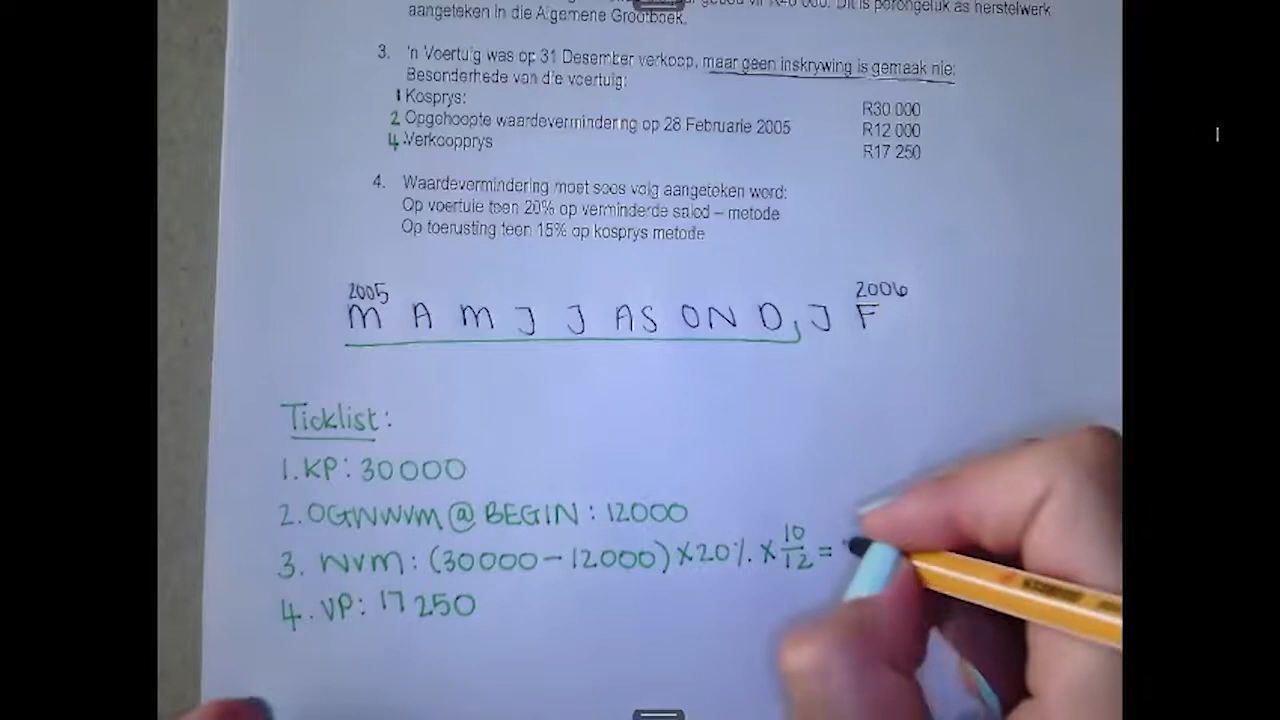 aangeteken in die Algemene Grootboek.
3. 'n Voertuig was op 31 Desember verkoop, maar geen inskrywing is gemaak nie:
Besonderhede van die voertuig:
1 Kosprys: R30 000
2 Opgehoopte waardevermindering op 28 Februarie 2005 R12 000
4 Verkoopprys R17 250
4. Waardevermindering moet soos volg aangeteken word:
Op voertuie teen 20% op verminderde salod – metode
Op toerusting teen 15% op kosprys metode
2005 2006
M A M J J A S O N D, J F
Ticklist:
1. KP: 30000
2. OGWWVM @ BEGIN: 12000
3. WVM: (30000 – 12000) × 20% × 10/12 =
4. VP: 17 250